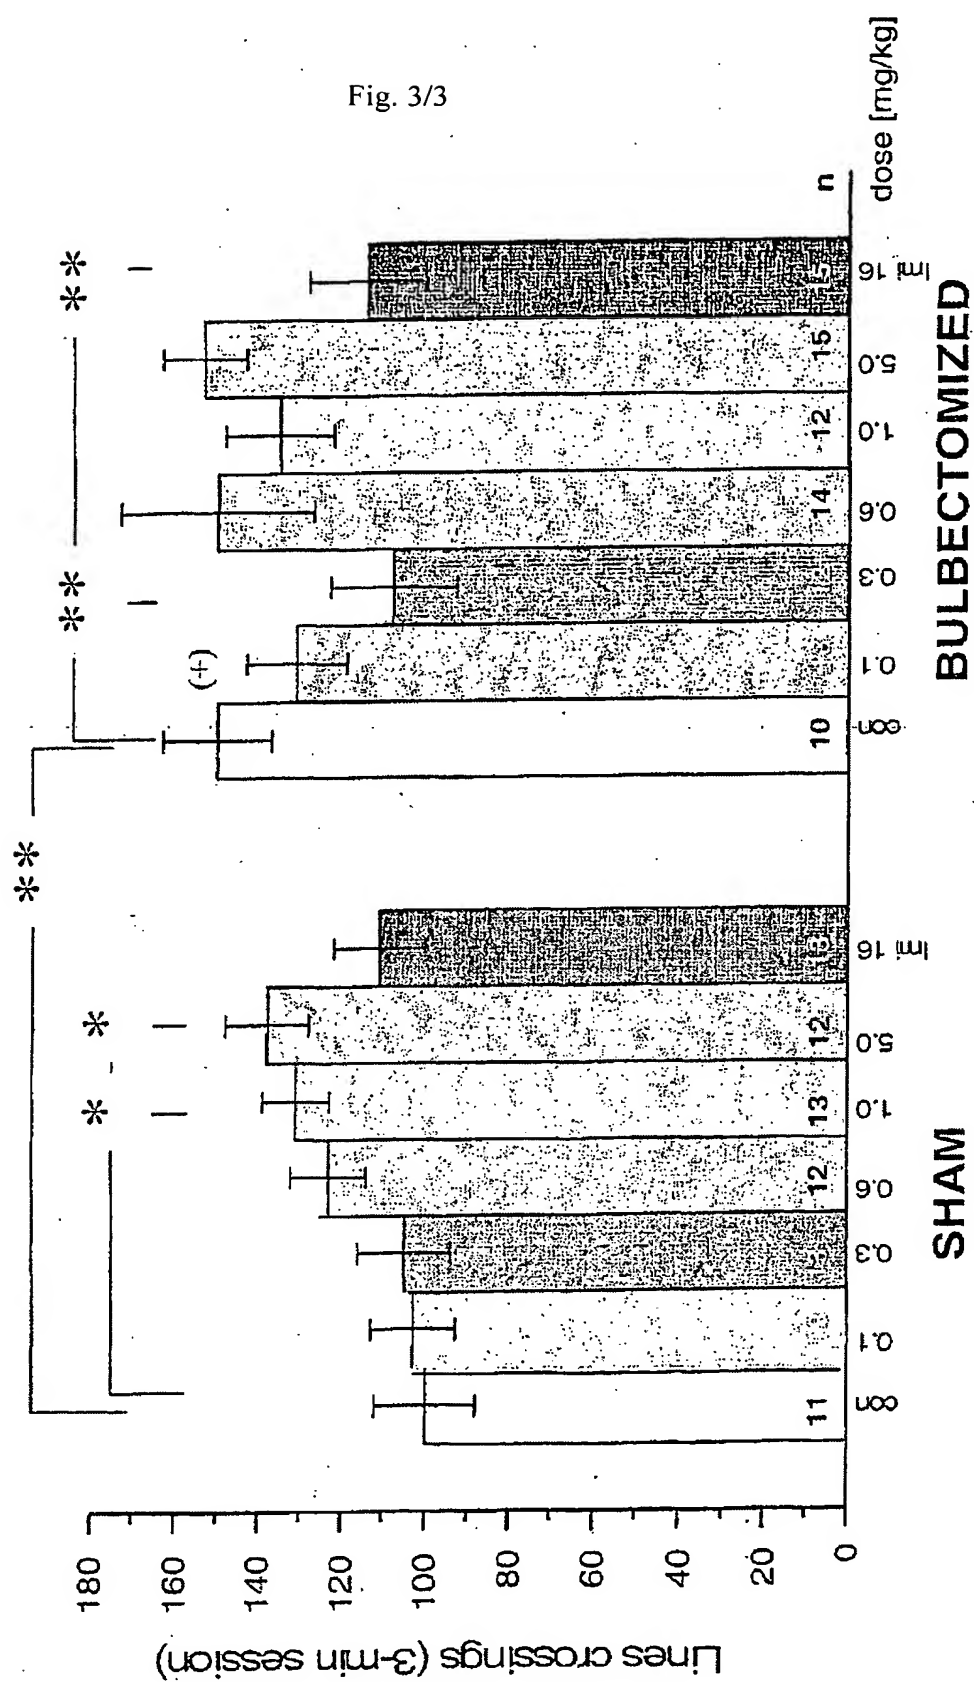 Fig. 3/3
Lines crossings (3-min session)
180
160
140
120
100
80
60
40
20
0
**
* - *
** **
(+)
11 12 13 12
10 14 12 15 n
con 0.1 0.3 0.6 1.0 5.0 Imi 16
con 0.1 0.3 0.6 1.0 5.0 Imi 16
dose [mg/kg]
SHAM
BULBECTOMIZED